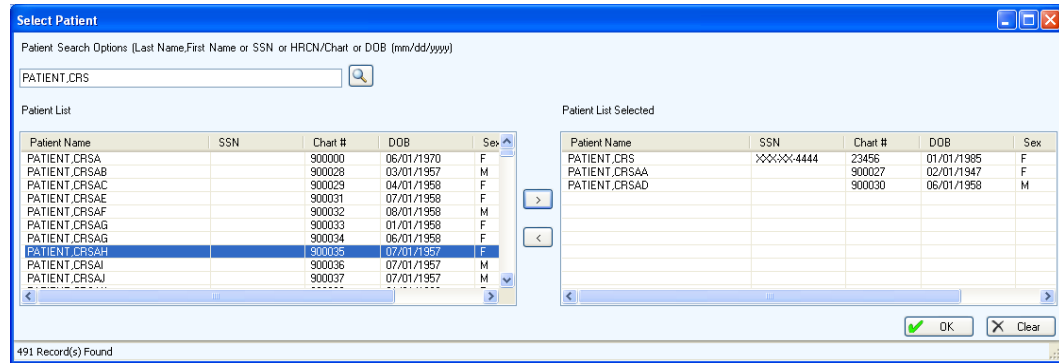 Select Patient
Patient Search Options (Last Name,First Name or SSN or HRCN/Chart or DOB (mm/dd/yyyy)
PATIENT,CRS
Patient List
Patient Name SSN Chart # DOB Sex
PATIENT,CRSA 900000 06/01/1970 F
PATIENT,CRSAB 900028 03/01/1957 M
PATIENT,CRSAC 900029 04/01/1958 F
PATIENT,CRSAE 900031 07/01/1958 F
PATIENT,CRSAF 900032 08/01/1958 M
PATIENT,CRSAG 900033 01/01/1958 F
PATIENT,CRSAG 900034 06/01/1958 F
PATIENT,CRSAH 900035 07/01/1957 F
PATIENT,CRSAI 900036 07/01/1957 M
PATIENT,CRSAJ 900037 07/01/1957 M
>
<
Patient List Selected
Patient Name SSN Chart # DOB Sex
PATIENT,CRS XXX-XX-4444 23456 01/01/1985 F
PATIENT,CRSAA 900027 02/01/1947 F
PATIENT,CRSAD 900030 06/01/1958 M
OK Clear
491 Record(s) Found